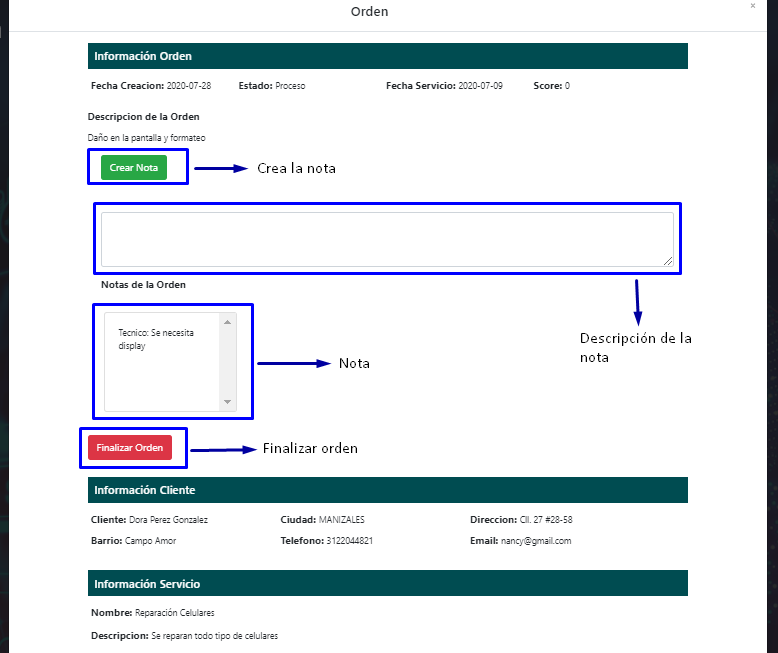 Orden
×
Información Orden
Fecha Creacion: 2020-07-28 Estado: Proceso Fecha Servicio: 2020-07-09 Score: 0
Descripcion de la Orden
Daño en la pantalla y formateo
Crear Nota
Crea la nota
Notas de la Orden
Descripción de la
nota
Tecnico: Se necesita
display
Nota
Finalizar Orden
Finalizar orden
Información Cliente
Cliente: Dora Perez Gonzalez Ciudad: MANIZALES Direccion: Cll. 27 #28-58
Barrio: Campo Amor Telefono: 3122044821 Email: nancy@gmail.com
Información Servicio
Nombre: Reparación Celulares
Descripcion: Se reparan todo tipo de celulares